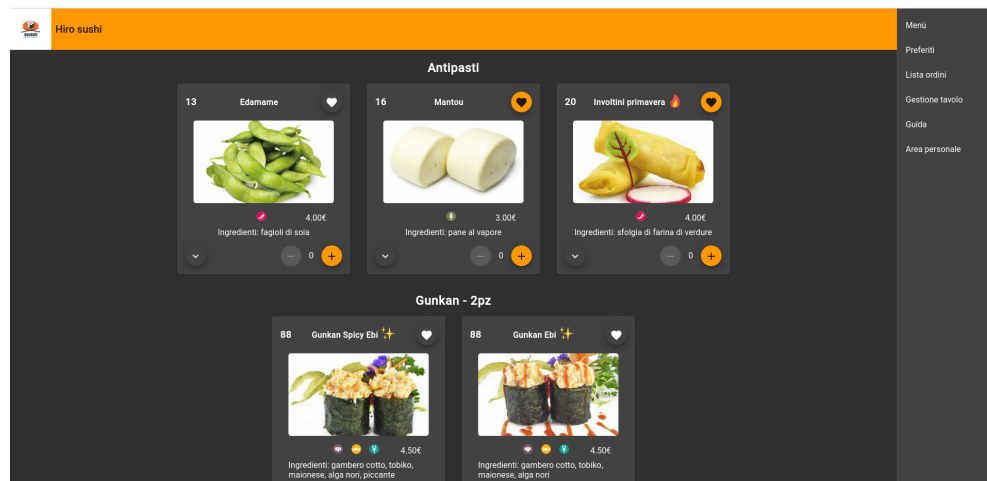 Hiro sushi
Menù
Preferiti
Lista ordini
Gestione tavolo
Guida
Area personale
Antipasti
13 Edamame
4.00€
Ingredienti: fagioli di soia
0
16 Mantou
3.00€
Ingredienti: pane al vapore
0
20 Involtini primavera
4.00€
Ingredienti: sfolgia di farina di verdure
0
Gunkan - 2pz
88 Gunkan Spicy Ebi
4.50€
Ingredienti: gambero cotto, tobiko,
maionese, alga nori, piccante
88 Gunkan Ebi
4.50€
Ingredienti: gambero cotto, tobiko,
maionese, alga nori